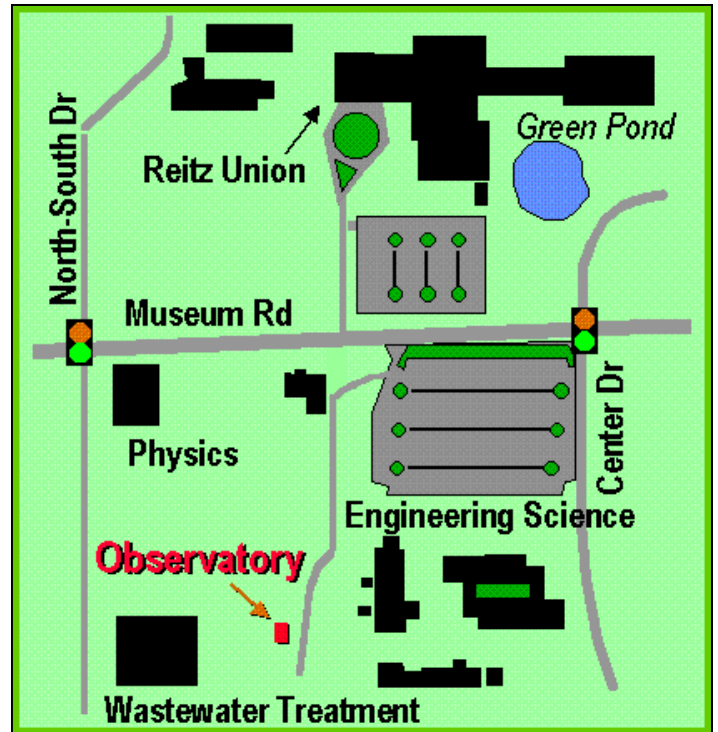 Green Pond
Reitz Union
North-South Dr
Museum Rd
Center Dr
Physics
Engineering Science
Observatory
Wastewater Treatment